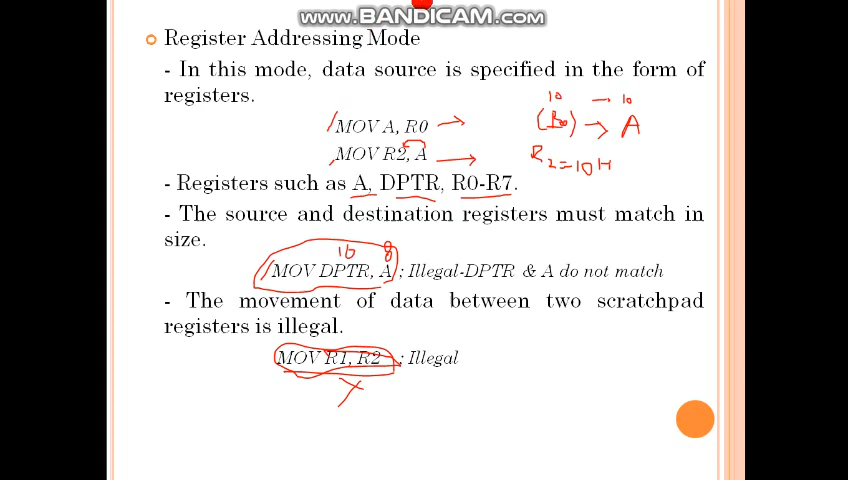 www.BANDICAM.com
Register Addressing Mode
- In this mode, data source is specified in the form of
registers.
10 → 10
MOV A, R0 → (R0) → A
MOV R2, A → R2=10H
- Registers such as A, DPTR, R0-R7.
- The source and destination registers must match in
size.
16 8
MOV DPTR, A ; Illegal-DPTR & A do not match
- The movement of data between two scratchpad
registers is illegal.
MOV R1, R2 ; Illegal